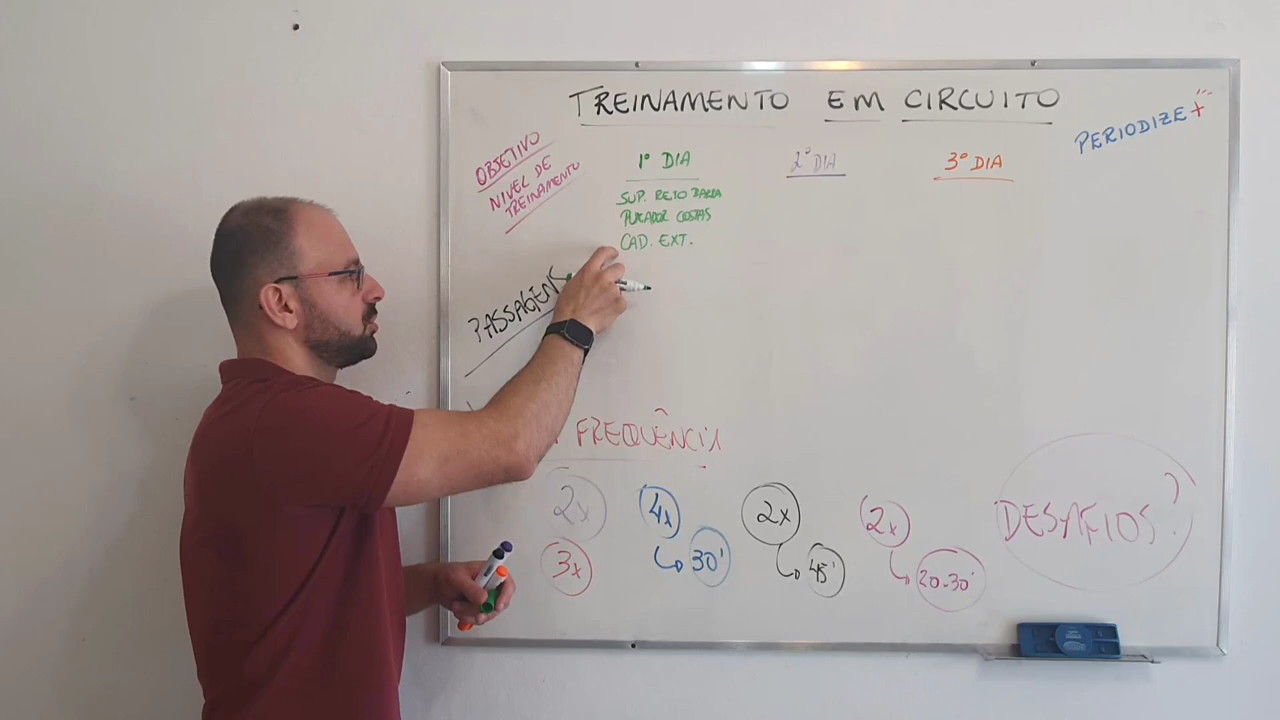 TREINAMENTO EM CIRCUITO
PERIODIZE+
OBJETIVO
NIVEL DE
TREINAMENTO
1º DIA
2º DIA
3º DIA
SUP. RETO BARRA
PUXADOR COSTAS
CAD. EXT.
PASSAGENS
FREQUÊNCIA
2x
4x
2x
2x
3x
30'
45'
20-30'
DESAFIOS?